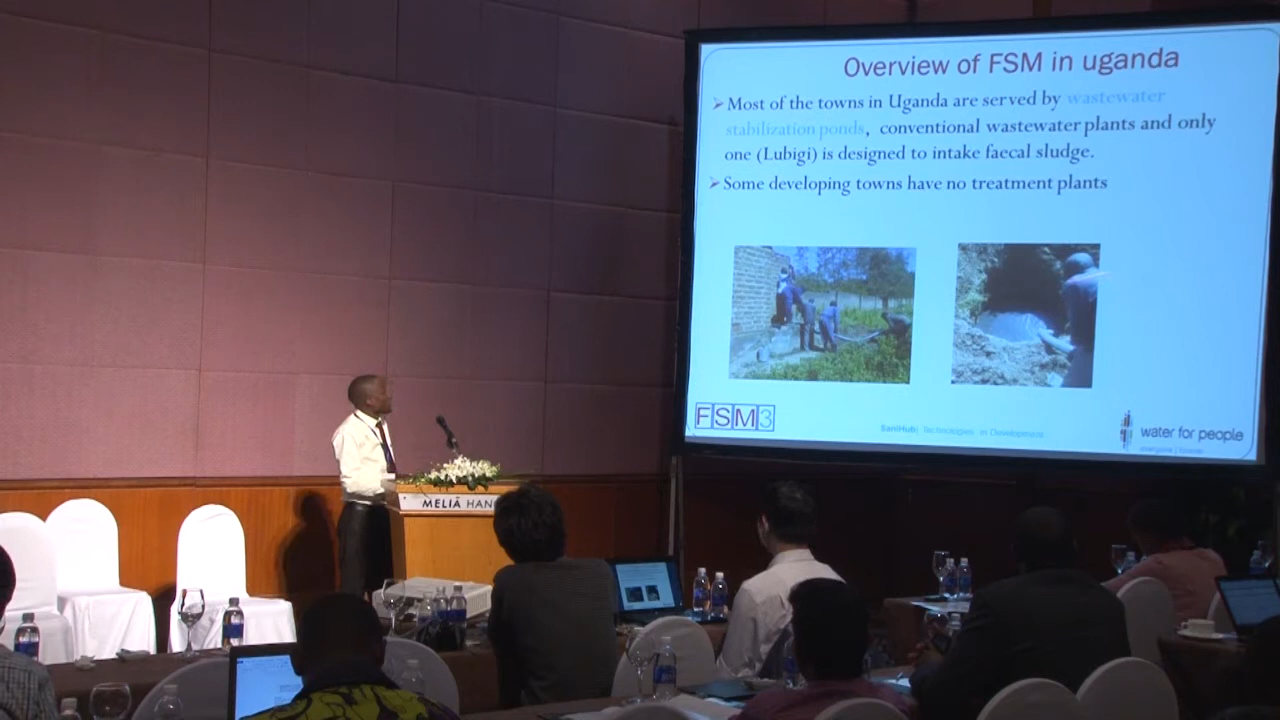 Overview of FSM in uganda
➢Most of the towns in Uganda are served by wastewater
stabilization ponds, conventional wastewater plants and only
one (Lubigi) is designed to intake faecal sludge.
➢Some developing towns have no treatment plants
FSM3
SaniHub| Technologies in Development
water for people
MELIÃ HAN